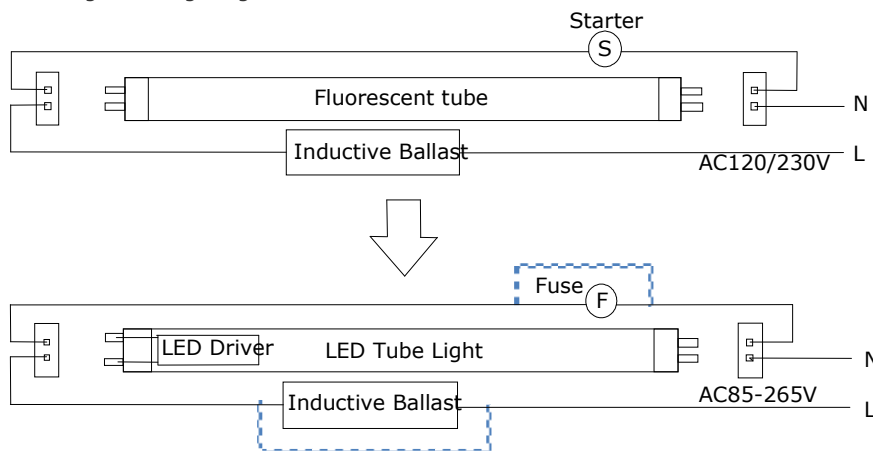 Starter
S
Fluorescent tube
N
Inductive Ballast
L
AC120/230V
Fuse
F
LED Driver
LED Tube Light
N
AC85-265V
Inductive Ballast
L